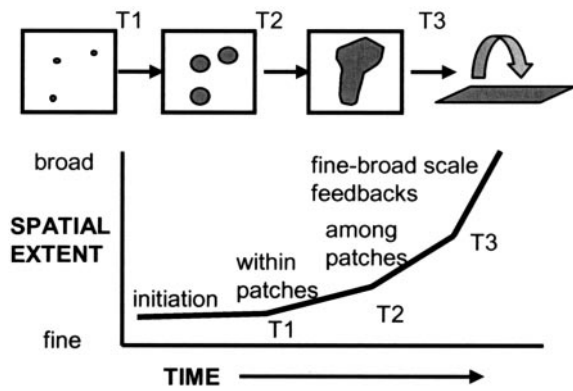 T1 T2 T3
broad
fine-broad scale
feedbacks
SPATIAL
EXTENT
among
patches
T3
within
patches
initiation
T2
T1
fine
TIME